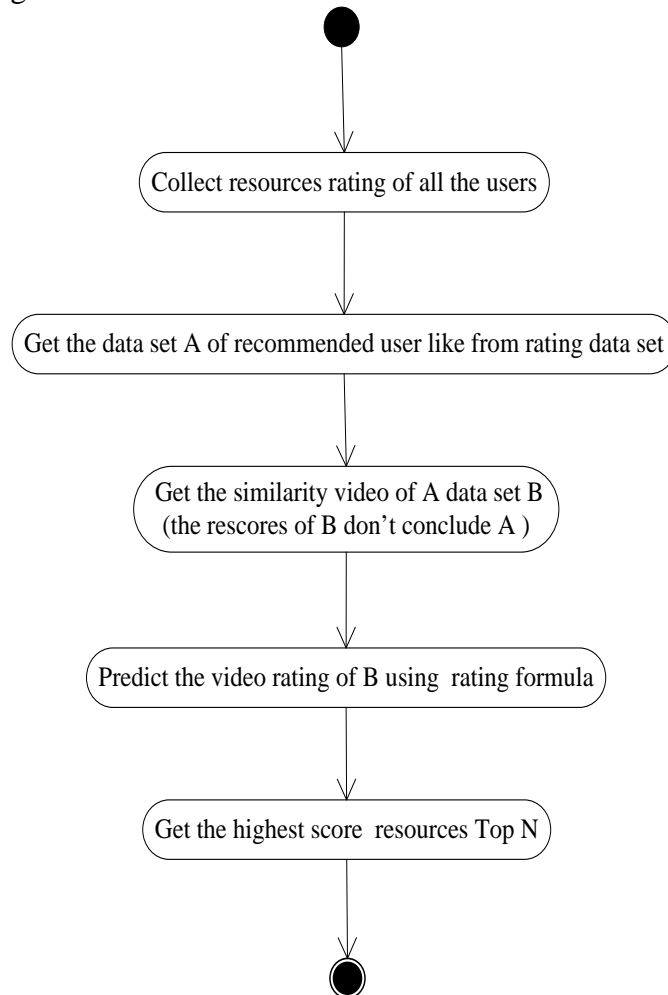 g
Collect resources rating of all the users
Get the data set A of recommended user like from rating data set
Get the similarity video of A data set B
(the rescores of B don't conclude A )
Predict the video rating of B using rating formula
Get the highest score resources Top N